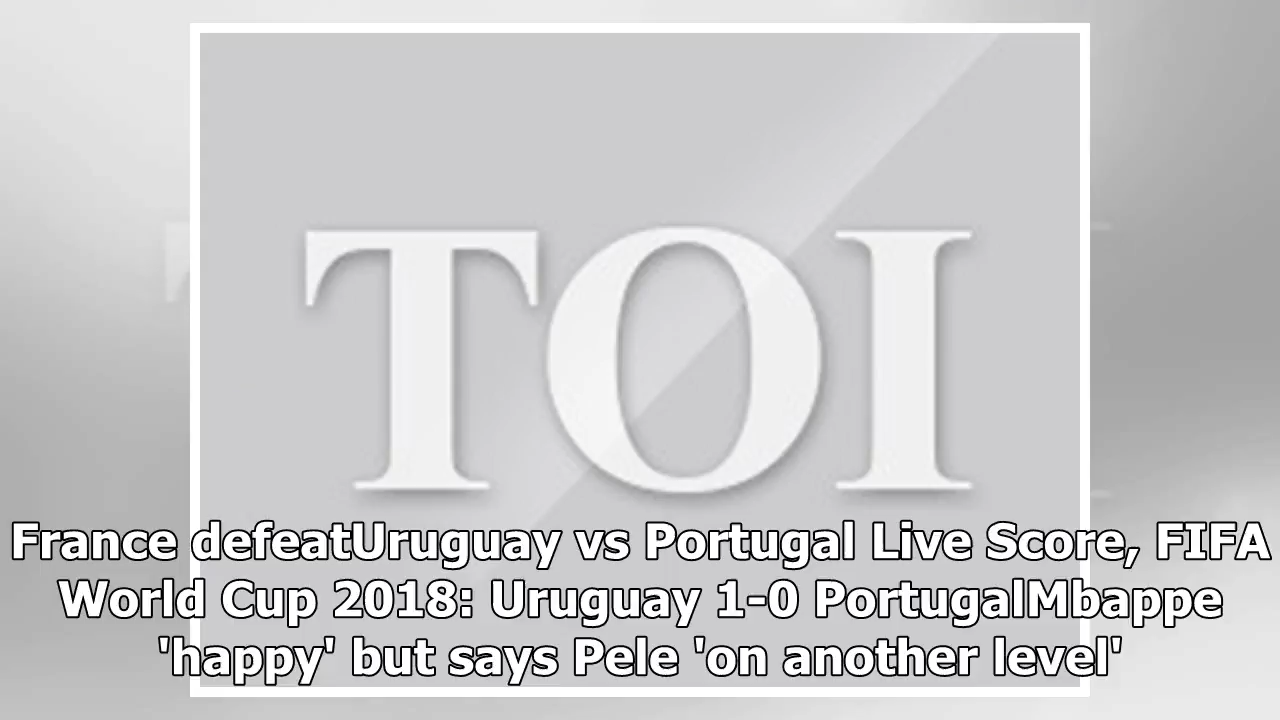 TOI
France defeatUruguay vs Portugal Live Score, FIFA
World Cup 2018: Uruguay 1-0 PortugalMbappe
'happy' but says Pele 'on another level'